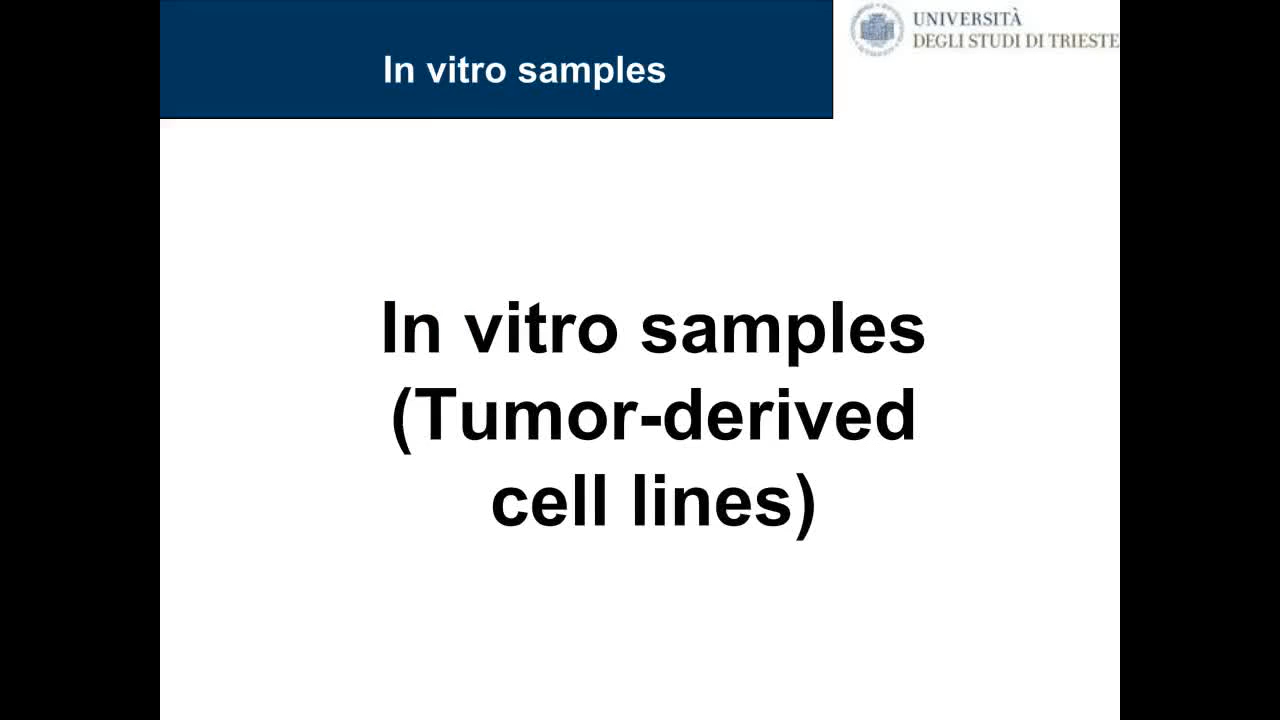 In vitro samples
UNIVERSITÀ
DEGLI STUDI DI TRIESTE
In vitro samples
(Tumor-derived
cell lines)